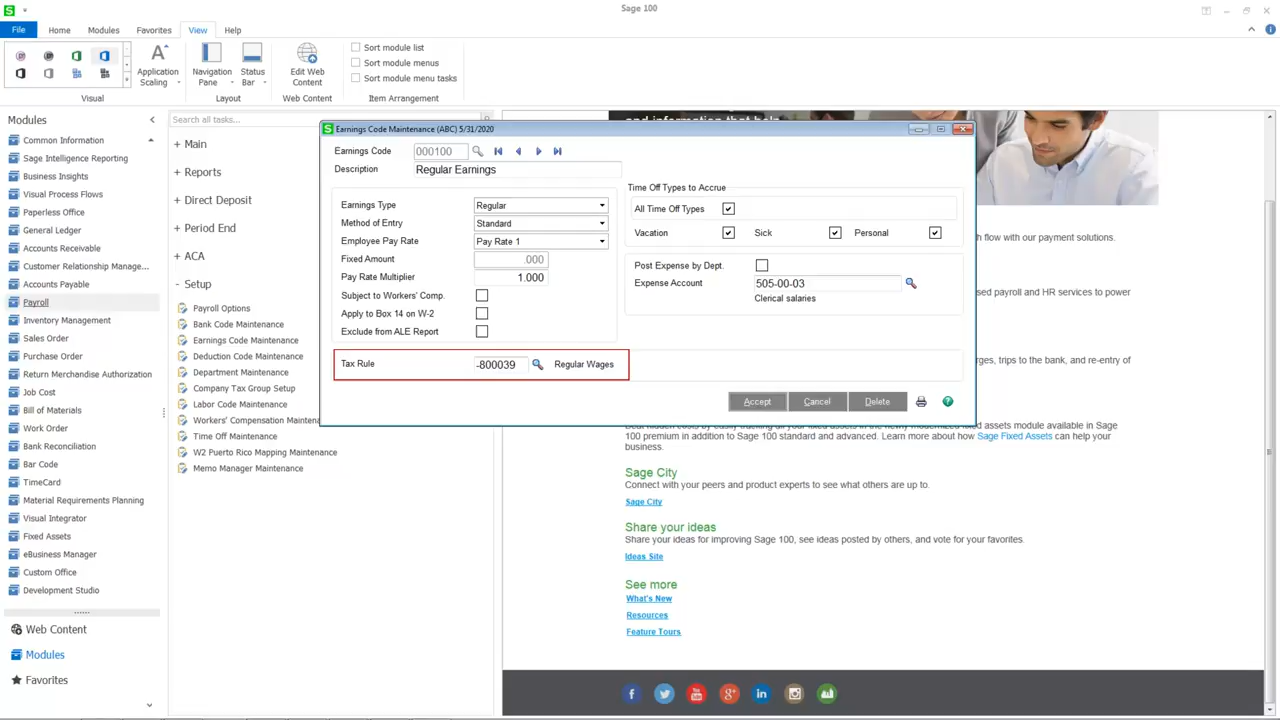 Sage 100
File Home Modules Favorites View Help
Sort module list
Sort module menus
Sort module menu tasks
Application Scaling
Navigation Pane
Status Bar
Edit Web Content
Visual
Layout
Web Content
Item Arrangement
Modules
Common Information
Sage Intelligence Reporting
Business Insights
Visual Process Flows
Paperless Office
General Ledger
Accounts Receivable
Customer Relationship Manage...
Accounts Payable
Payroll
Inventory Management
Sales Order
Purchase Order
Return Merchandise Authorization
Job Cost
Bill of Materials
Work Order
Bank Reconciliation
Bar Code
TimeCard
Material Requirements Planning
Visual Integrator
Fixed Assets
eBusiness Manager
Custom Office
Development Studio
Web Content
Modules
Favorites
Search all tasks...
+ Main
+ Reports
+ Direct Deposit
+ Period End
+ ACA
- Setup
Payroll Options
Bank Code Maintenance
Earnings Code Maintenance
Deduction Code Maintenance
Department Maintenance
Company Tax Group Setup
Labor Code Maintenance
Workers' Compensation Maintena
Time Off Maintenance
W2 Puerto Rico Mapping Maintenance
Memo Manager Maintenance
and information that help
Earnings Code Maintenance (ABC) 5/31/2020
Earnings Code 000100
Description Regular Earnings
Earnings Type Regular
Method of Entry Standard
Employee Pay Rate Pay Rate 1
Fixed Amount .000
Pay Rate Multiplier 1.000
Subject to Workers' Comp.
Apply to Box 14 on W-2
Exclude from ALE Report
Time Off Types to Accrue
All Time Off Types
Vacation Sick Personal
Post Expense by Dept.
Expense Account 505-00-03
Clerical salaries
Tax Rule -800039 Regular Wages
Accept Cancel Delete
h flow with our payment solutions.
sed payroll and HR services to power
rges, trips to the bank, and re-entry of
100 premium in addition to Sage 100 standard and advanced. Learn more about how Sage Fixed Assets can help your
business.
Sage City
Connect with your peers and product experts to see what others are up to.
Sage City
Share your ideas
Share your ideas for improving Sage 100, see ideas posted by others, and vote for your favorites.
Ideas Site
See more
What's New
Resources
Feature Tours